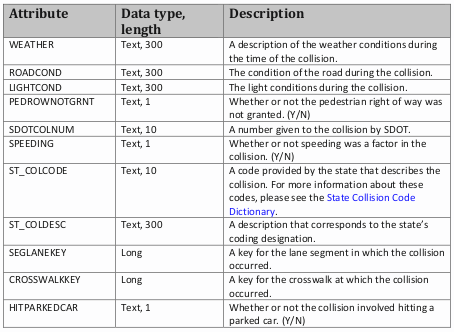 Attribute Data type, Description
length
WEATHER Text, 300 A description of the weather conditions during
the time of the collision.
ROADCOND Text, 300 The condition of the road during the collision.
LIGHTCOND Text, 300 The light conditions during the collision.
PEDROWNOTGRNT Text, 1 Whether or not the pedestrian right of way was
not granted. (Y/N)
SDOTCOLNUM Text, 10 A number given to the collision by SDOT.
SPEEDING Text, 1 Whether or not speeding was a factor in the
collision. (Y/N)
ST_COLCODE Text, 10 A code provided by the state that describes the
collision. For more information about these
codes, please see the State Collision Code
Dictionary.
ST_COLDESC Text, 300 A description that corresponds to the state's
coding designation.
SEGLANEKEY Long A key for the lane segment in which the collision
occurred.
CROSSWALKKEY Long A key for the crosswalk at which the collision
occurred.
HITPARKEDCAR Text, 1 Whether or not the collision involved hitting a
parked car. (Y/N)